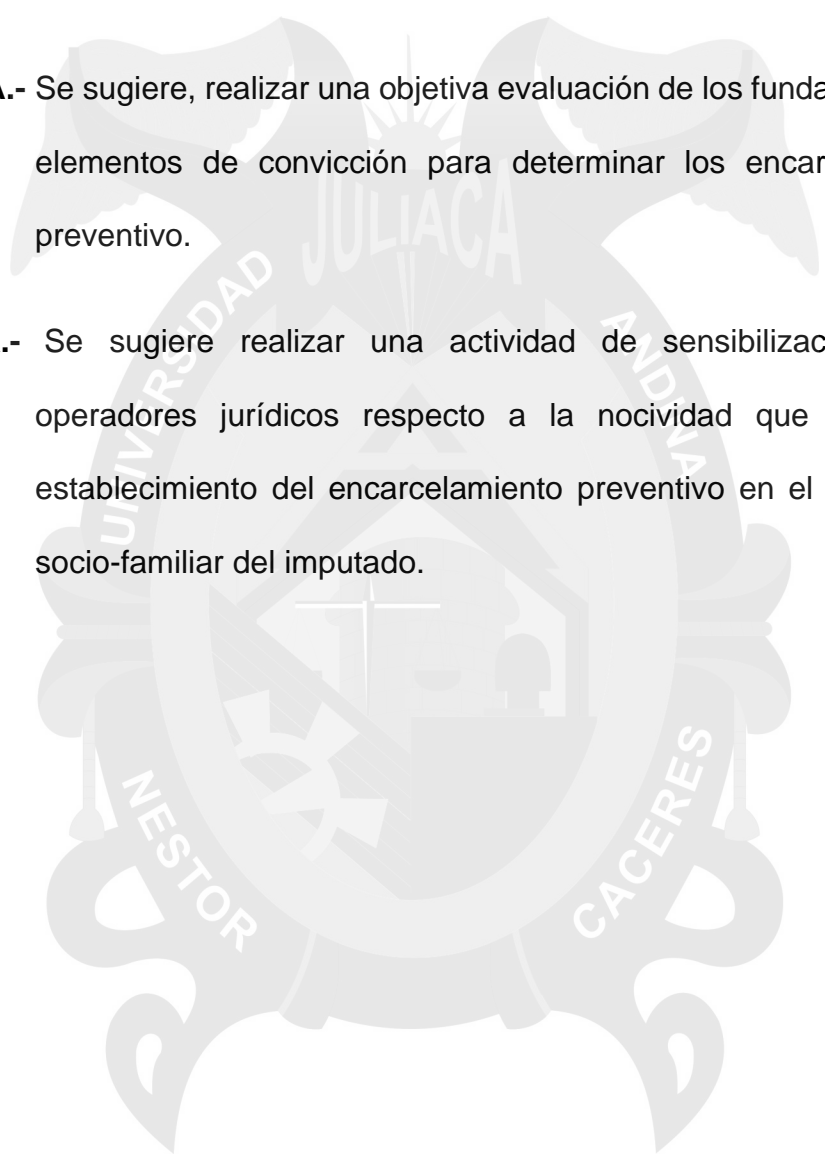 A.- Se sugiere, realizar una objetiva evaluación de los funda
elementos de convicción para determinar los encar
preventivo.
.- Se sugiere realizar una actividad de sensibilizac
operadores jurídicos respecto a la nocividad que
establecimiento del encarcelamiento preventivo en el
socio-familiar del imputado.
UNIVERSIDAD
ANDINA
NESTOR
CACERES
JULIACA